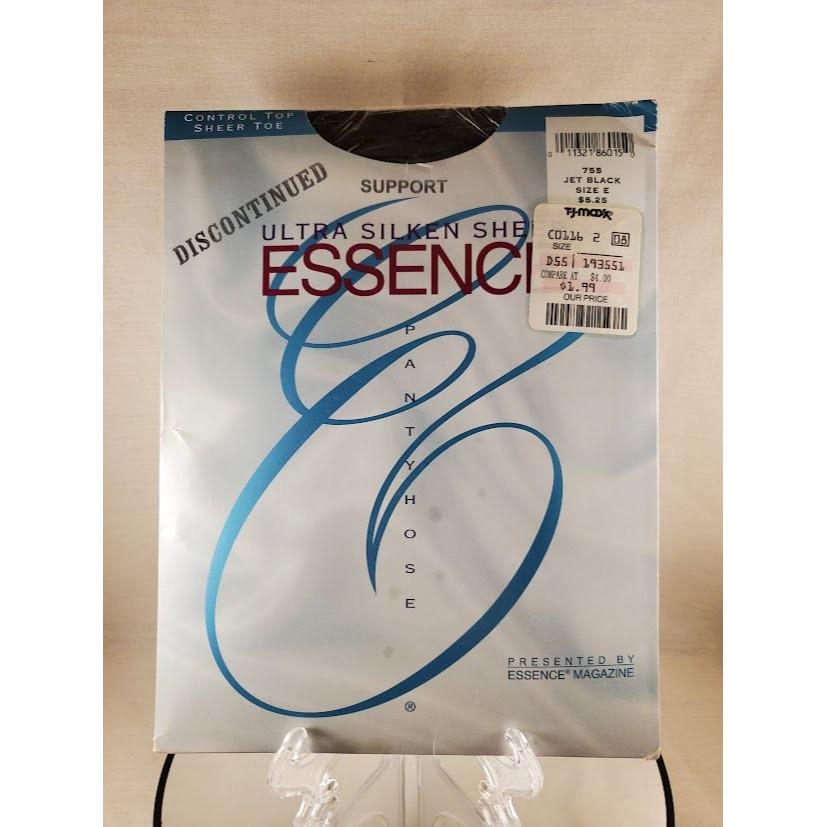 CONTROL TOP
SHEER TOE
DISCONTINUED
SUPPORT
ULTRA SILKEN SHE
ESSENC
PANTYHOSE
0 11321 86015 0
755
JET BLACK
SIZE E
$5.25
T.J.maxx
C0116 2 08
SIZE
D55 193551
COMPARE AT $4.00
$1.99
OUR PRICE
PRESENTED BY
ESSENCE® MAGAZINE
®